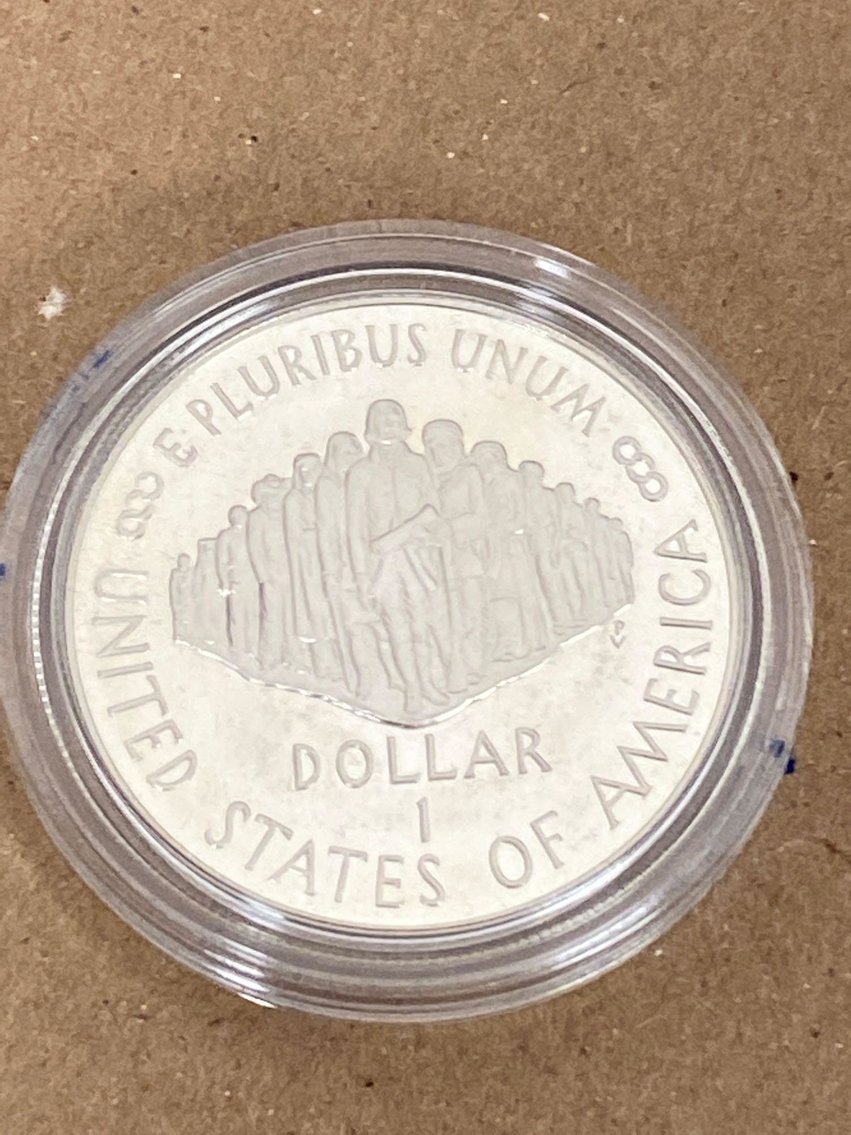 E PLURIBUS UNUM
DOLLAR
1
UNITED STATES OF AMERICA